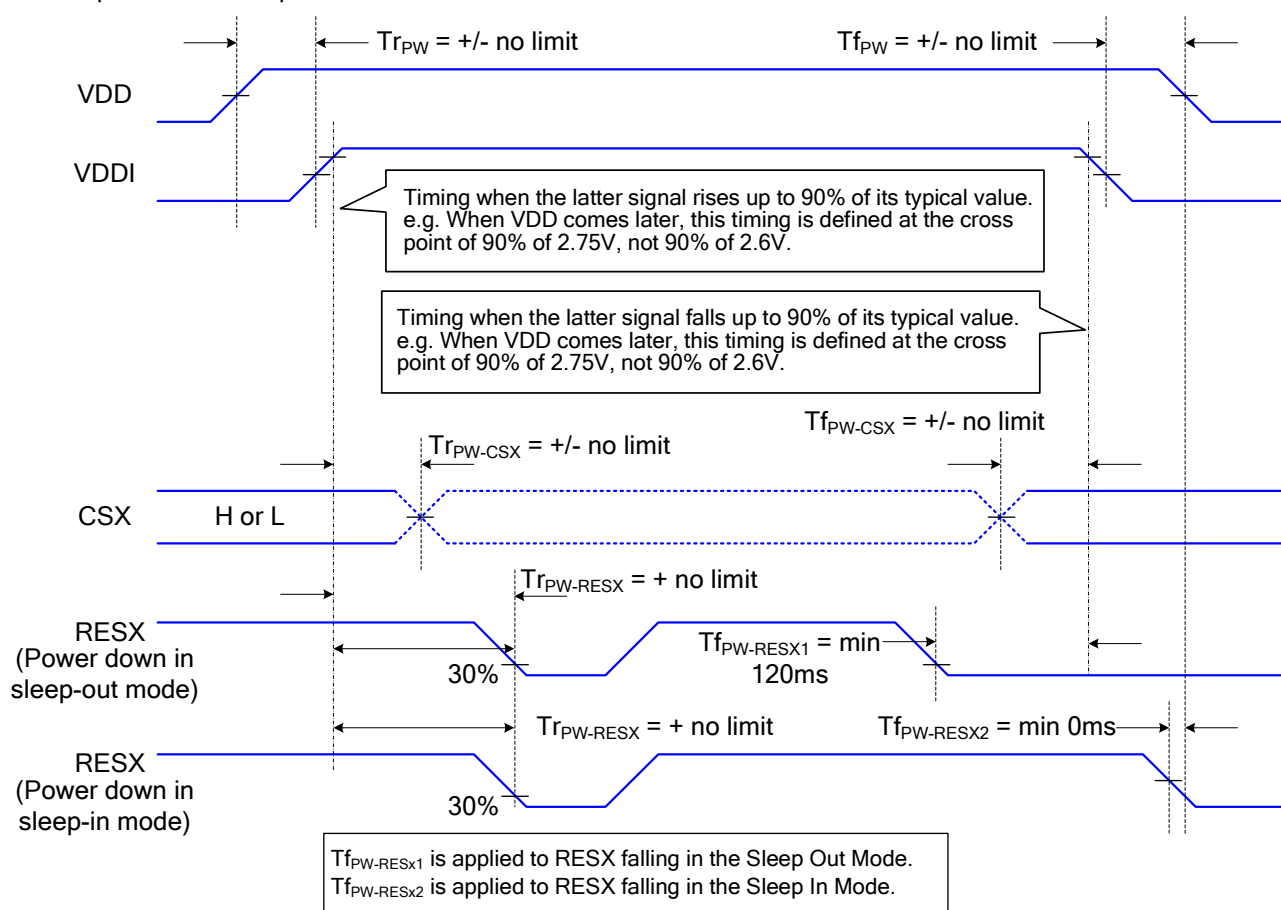 TrPW = +/- no limit
TfPW = +/- no limit
VDD
VDDI
Timing when the latter signal rises up to 90% of its typical value.
e.g. When VDD comes later, this timing is defined at the cross
point of 90% of 2.75V, not 90% of 2.6V.
Timing when the latter signal falls up to 90% of its typical value.
e.g. When VDD comes later, this timing is defined at the cross
point of 90% of 2.75V, not 90% of 2.6V.
TfPW-CSX = +/- no limit
TrPW-CSX = +/- no limit
CSX
H or L
TrPW-RESX = + no limit
RESX
(Power down in
sleep-out mode)
30%
TfPW-RESX1 = min
120ms
TrPW-RESX = + no limit
TfPW-RESX2 = min 0ms
RESX
(Power down in
sleep-in mode)
30%
TfPW-RESx1 is applied to RESX falling in the Sleep Out Mode.
TfPW-RESx2 is applied to RESX falling in the Sleep In Mode.